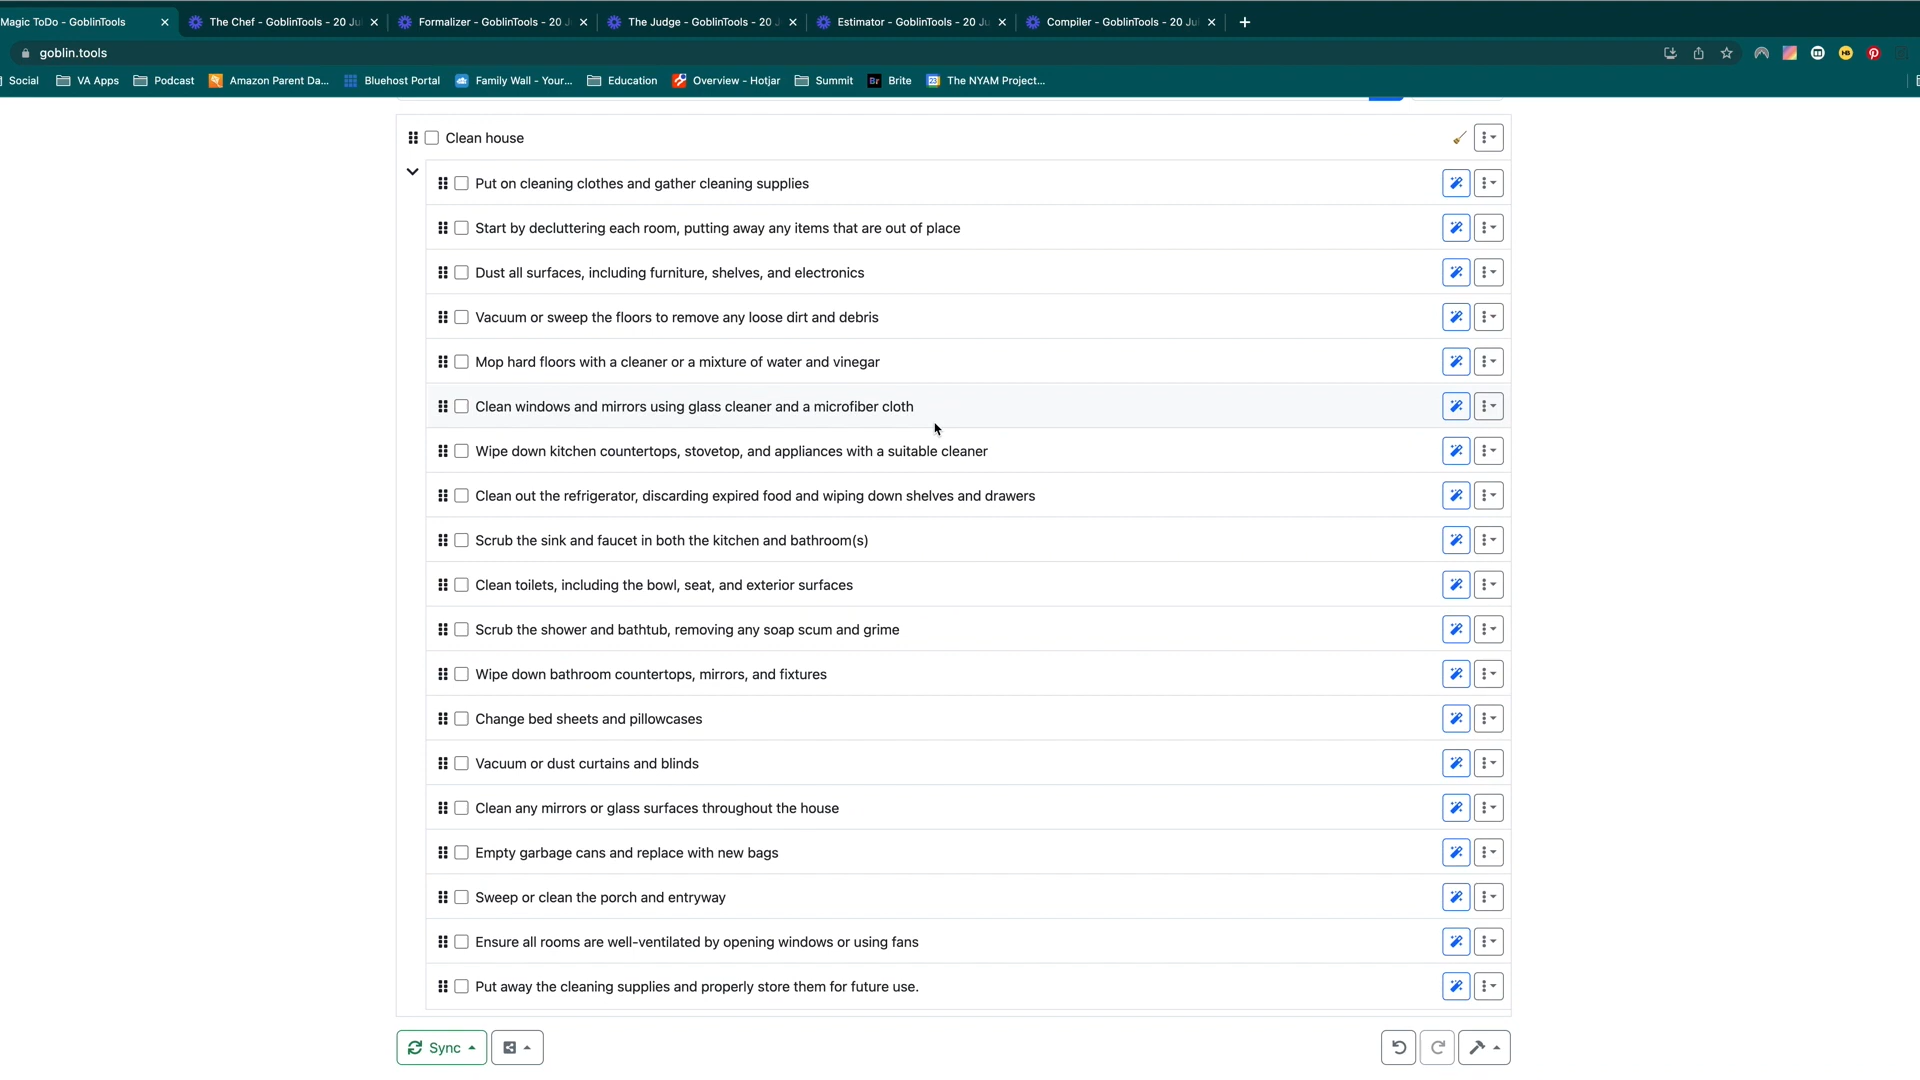 Magic ToDo - GoblinTools
The Chef - GoblinTools - 20 Ju
Formalizer - GoblinTools - 20 J
The Judge - GoblinTools - 20 J
Estimator - GoblinTools - 20 Ju
Compiler - GoblinTools - 20 Jul
goblin.tools
Social
VA Apps
Podcast
Amazon Parent Da...
Bluehost Portal
Family Wall - Your...
Education
Overview - Hotjar
Summit
Br
Brite
23
The NYAM Project...
Clean house
Put on cleaning clothes and gather cleaning supplies
Start by decluttering each room, putting away any items that are out of place
Dust all surfaces, including furniture, shelves, and electronics
Vacuum or sweep the floors to remove any loose dirt and debris
Mop hard floors with a cleaner or a mixture of water and vinegar
Clean windows and mirrors using glass cleaner and a microfiber cloth
Wipe down kitchen countertops, stovetop, and appliances with a suitable cleaner
Clean out the refrigerator, discarding expired food and wiping down shelves and drawers
Scrub the sink and faucet in both the kitchen and bathroom(s)
Clean toilets, including the bowl, seat, and exterior surfaces
Scrub the shower and bathtub, removing any soap scum and grime
Wipe down bathroom countertops, mirrors, and fixtures
Change bed sheets and pillowcases
Vacuum or dust curtains and blinds
Clean any mirrors or glass surfaces throughout the house
Empty garbage cans and replace with new bags
Sweep or clean the porch and entryway
Ensure all rooms are well-ventilated by opening windows or using fans
Put away the cleaning supplies and properly store them for future use.
Sync